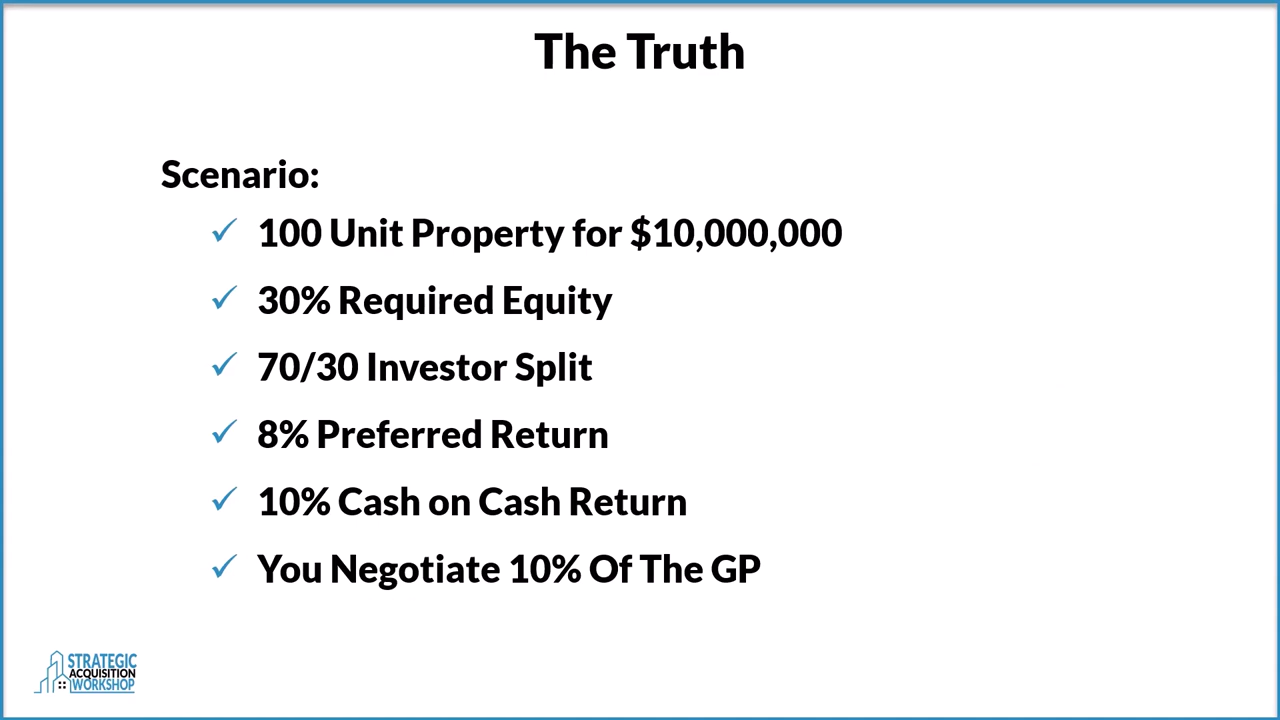 The Truth
Scenario:
✓ 100 Unit Property for $10,000,000
✓ 30% Required Equity
✓ 70/30 Investor Split
✓ 8% Preferred Return
✓ 10% Cash on Cash Return
✓ You Negotiate 10% Of The GP
STRATEGIC
ACQUISITION
WORKSHOP